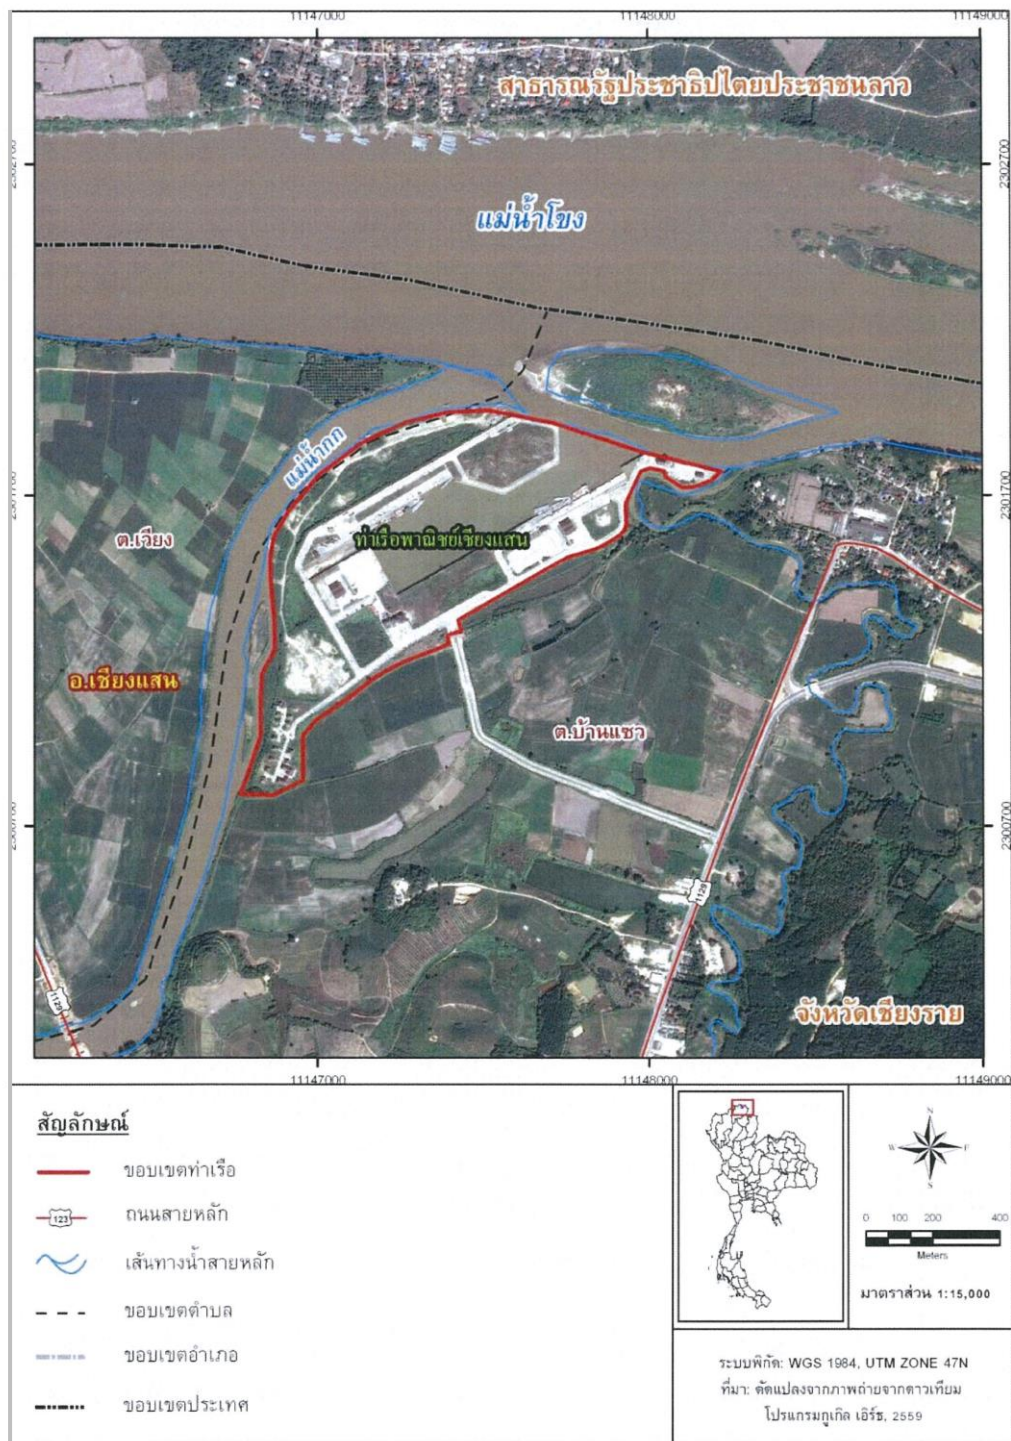 11147000 11148000 11149000
สาธารณรัฐประชาธิปไตยประชาชนลาว
2302700 2302700
แม่น้ำโขง
แม่น้ำกก
2301700 2301700
ต.เวียง
ท่าเรือพาณิชย์เชียงแสน
อ.เชียงแสน
ต.บ้านแซว
2300700 2300700
1129
1129
จังหวัดเชียงราย
11147000 11148000 11149000
สัญลักษณ์
ขอบเขตท่าเรือ
123 ถนนสายหลัก
เส้นทางน้ำสายหลัก
ขอบเขตตำบล
ขอบเขตอำเภอ
ขอบเขตประเทศ
N
W E
S
0 100 200 400
Meters
มาตราส่วน 1:15,000
ระบบพิกัด: WGS 1984, UTM ZONE 47N
ที่มา: ดัดแปลงจากภาพถ่ายจากดาวเทียม
โปรแกรมกูเกิล เอิร์ธ, 2559